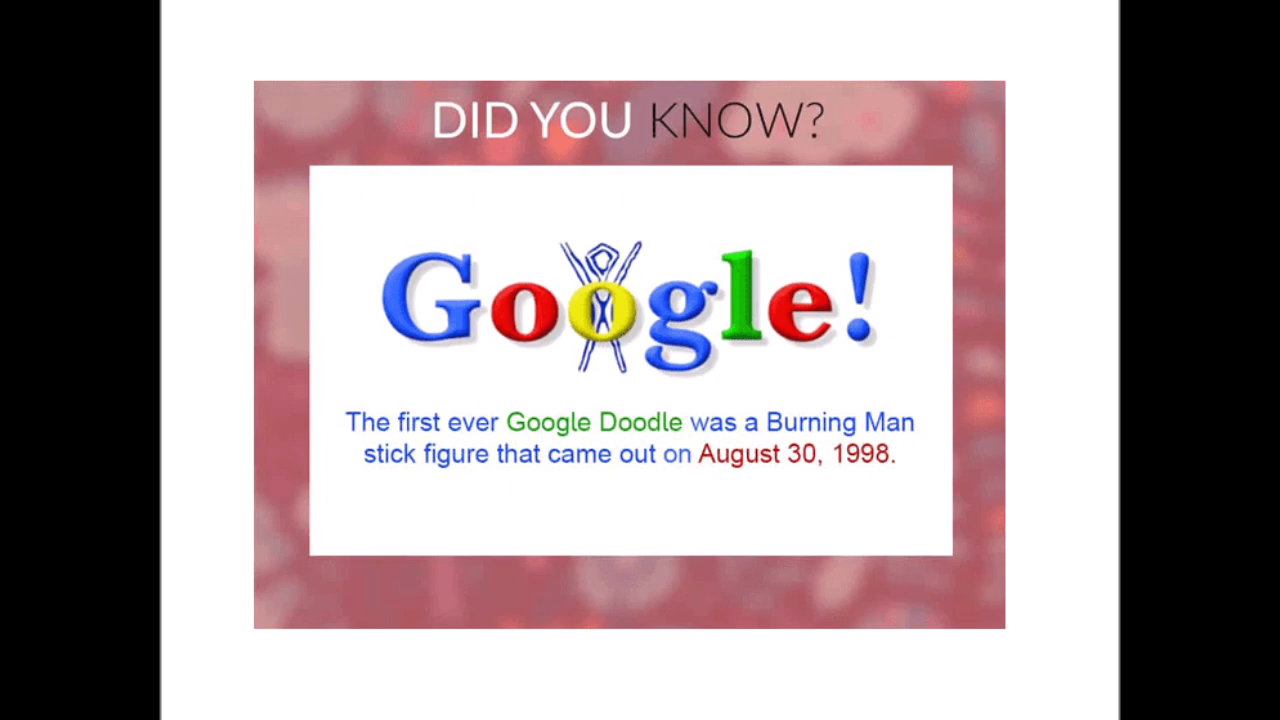 DID YOU KNOW?
Google!
The first ever Google Doodle was a Burning Man
stick figure that came out on August 30, 1998.